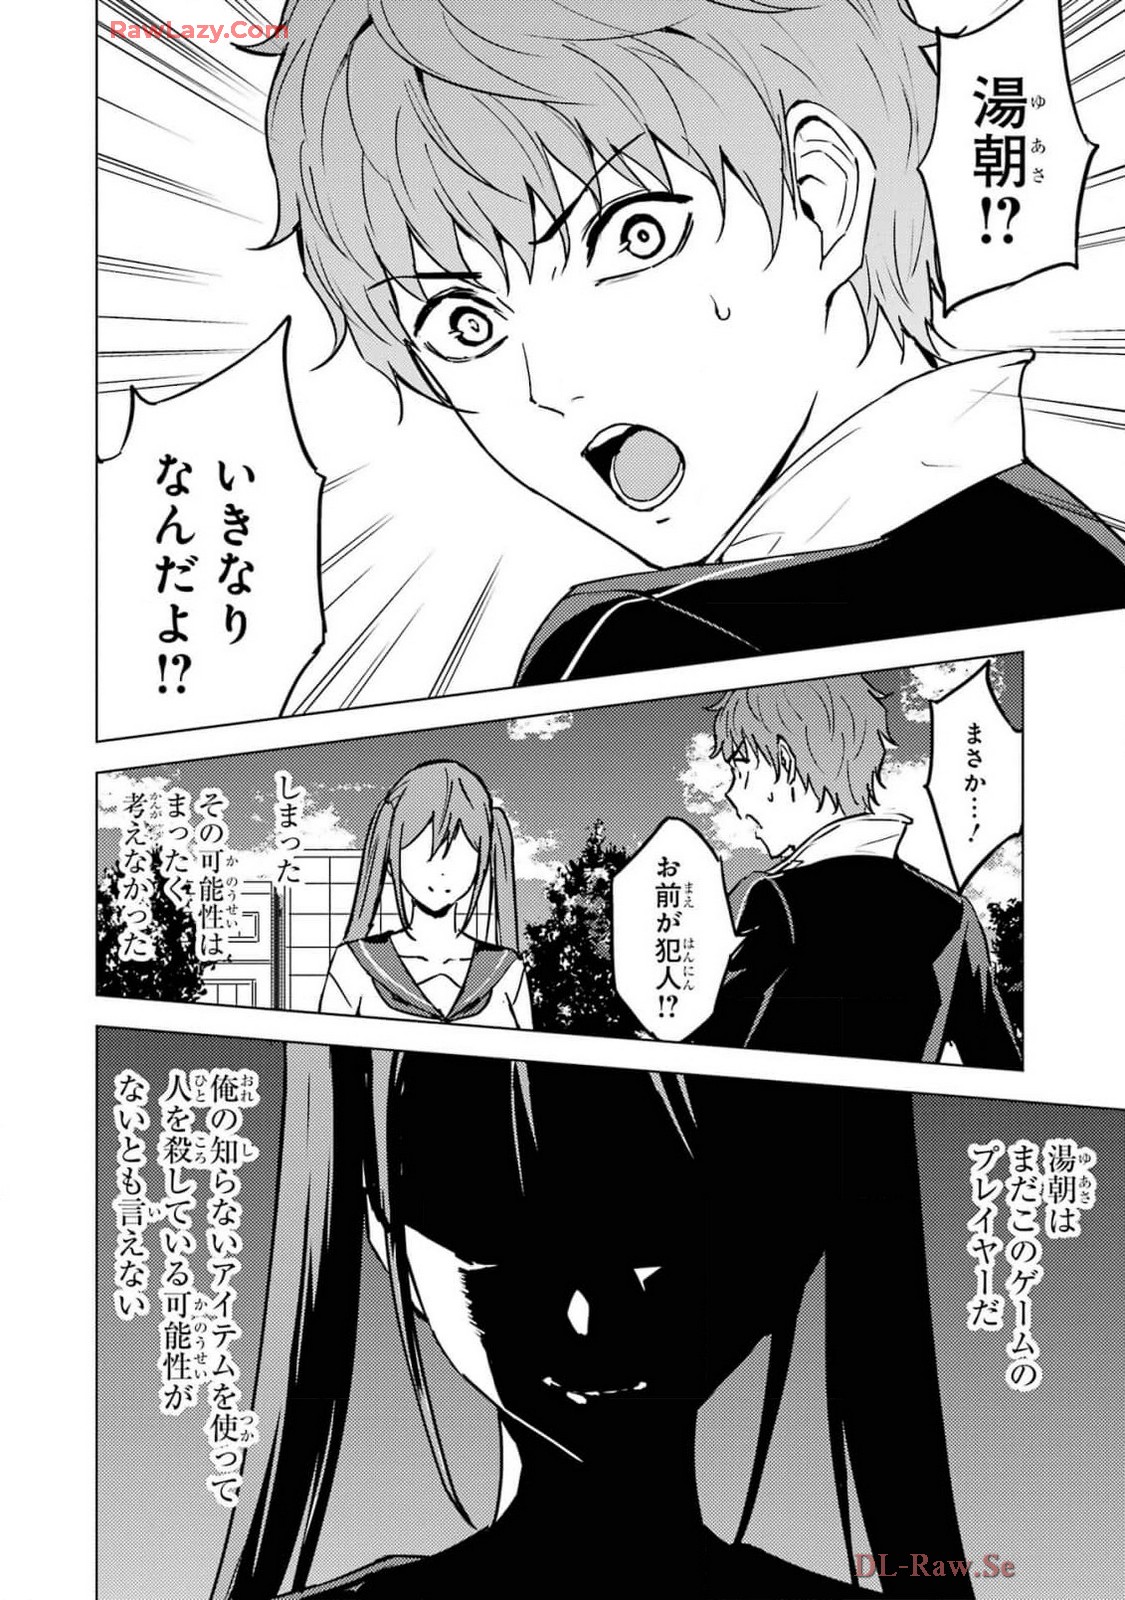 RawLazy.Com
湯朝!?
いきなり
なんだよ!?
まさか…!
お前が犯人!?
しまった
その可能性は
まったく
考えなかった
湯朝は
まだこのゲームの
プレイヤーだ
俺の知らないアイテムを使って
人を殺している可能性が
ないとも言えない
DL-Raw.Se